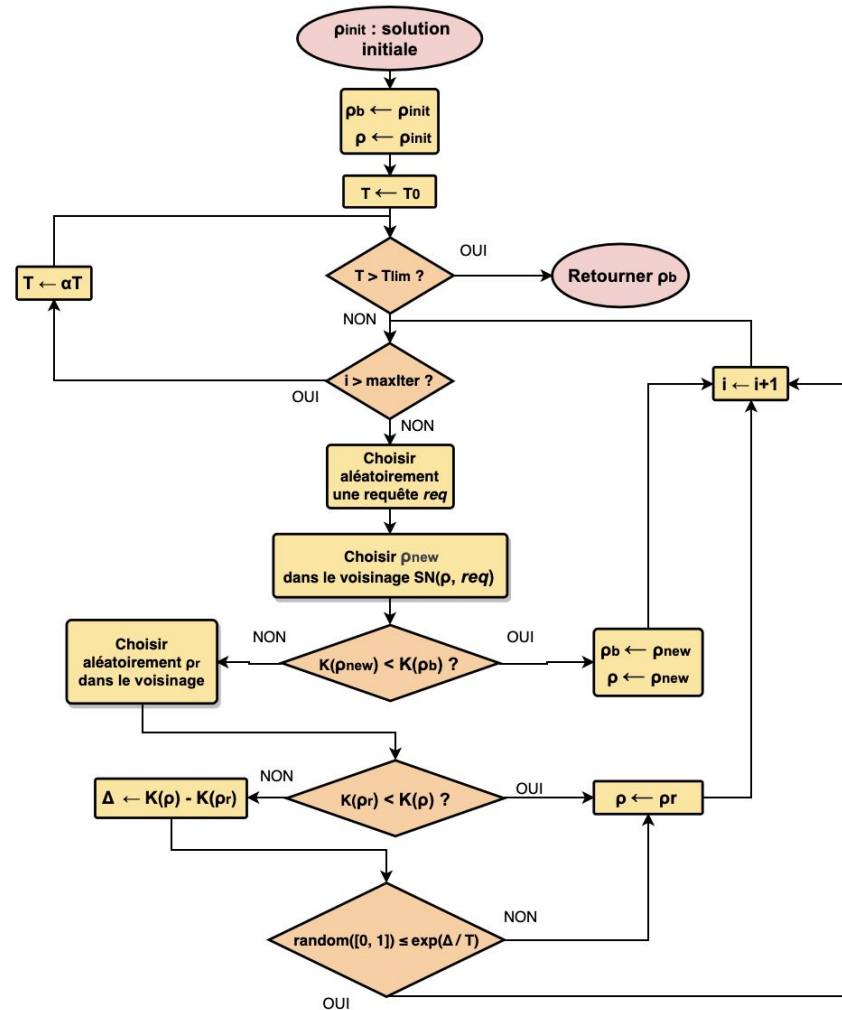 ρinit : solution
initiale
ρb ← ρinit
ρ ← ρinit
T ← T0
T > Tlim ?
OUI
Retourner ρb
T ← αT
NON
i > maxIter ?
OUI
i ← i+1
NON
Choisir
aléatoirement
une requête req
Choisir ρnew
dans le voisinage SN(ρ, req)
Choisir
aléatoirement ρr
dans le voisinage
NON
K(ρnew) < K(ρb) ?
OUI
ρb ← ρnew
ρ ← ρnew
Δ ← K(ρ) - K(ρr)
NON
K(ρr) < K(ρ) ?
OUI
ρ ← ρr
random([0, 1]) ≤ exp(Δ / T)
NON
OUI